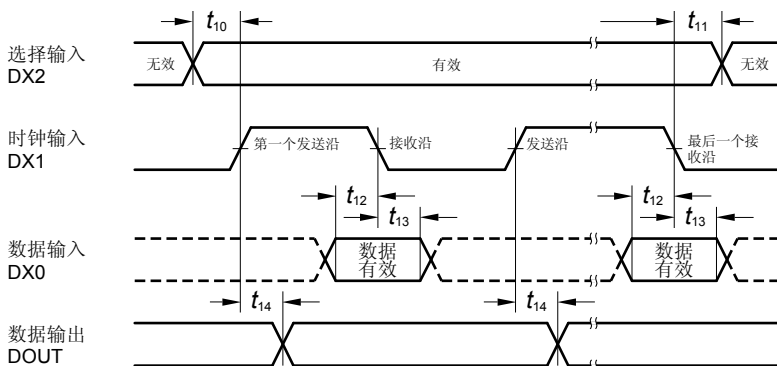 t10
t11
选择输入
DX2
无效
有效
无效
时钟输入
DX1
第一个发送沿
接收沿
发送沿
最后一个接
收沿
t12
t13
t12
t13
数据输入
DX0
数据
有效
数据
有效
t14
t14
数据输出
DOUT